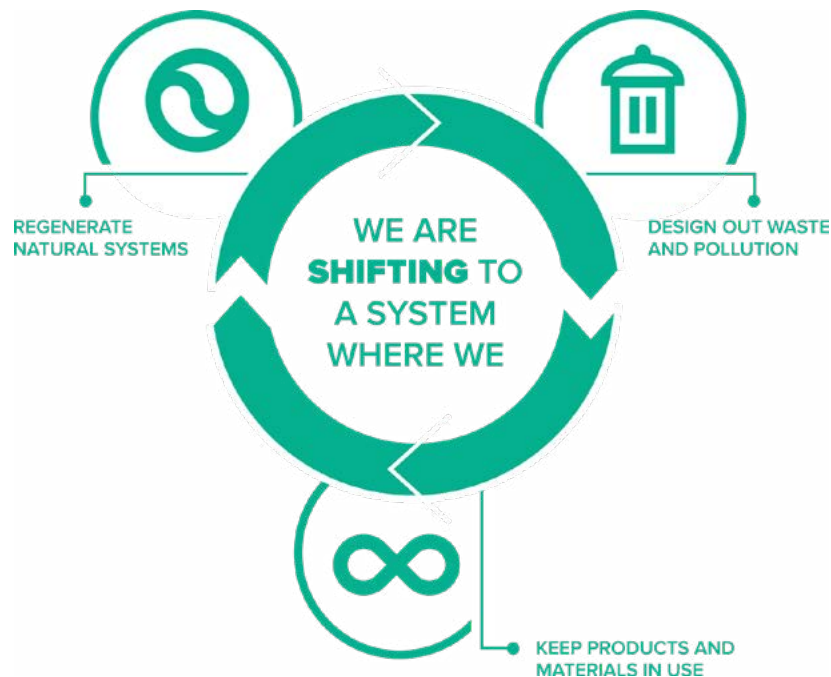 WE ARE
SHIFTING TO
A SYSTEM
WHERE WE
REGENERATE
NATURAL SYSTEMS
DESIGN OUT WASTE
AND POLLUTION
KEEP PRODUCTS AND
MATERIALS IN USE